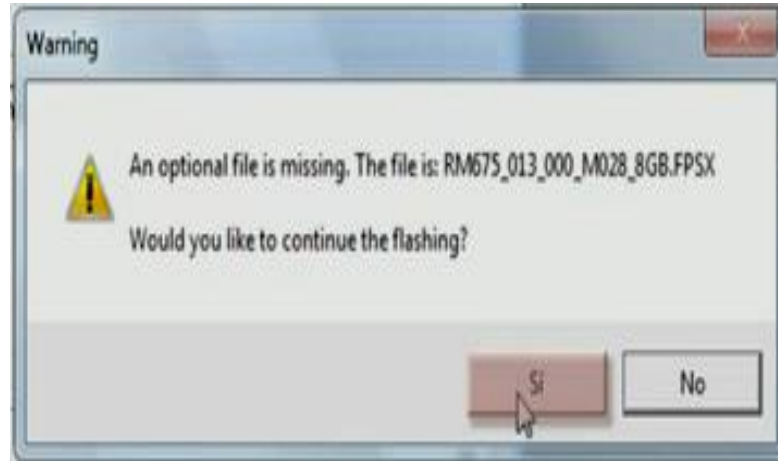 Warning
An optional file is missing. The file is: RM675_013_000_M028_8GB.FPSX
Would you like to continue the flashing?
Sí
No